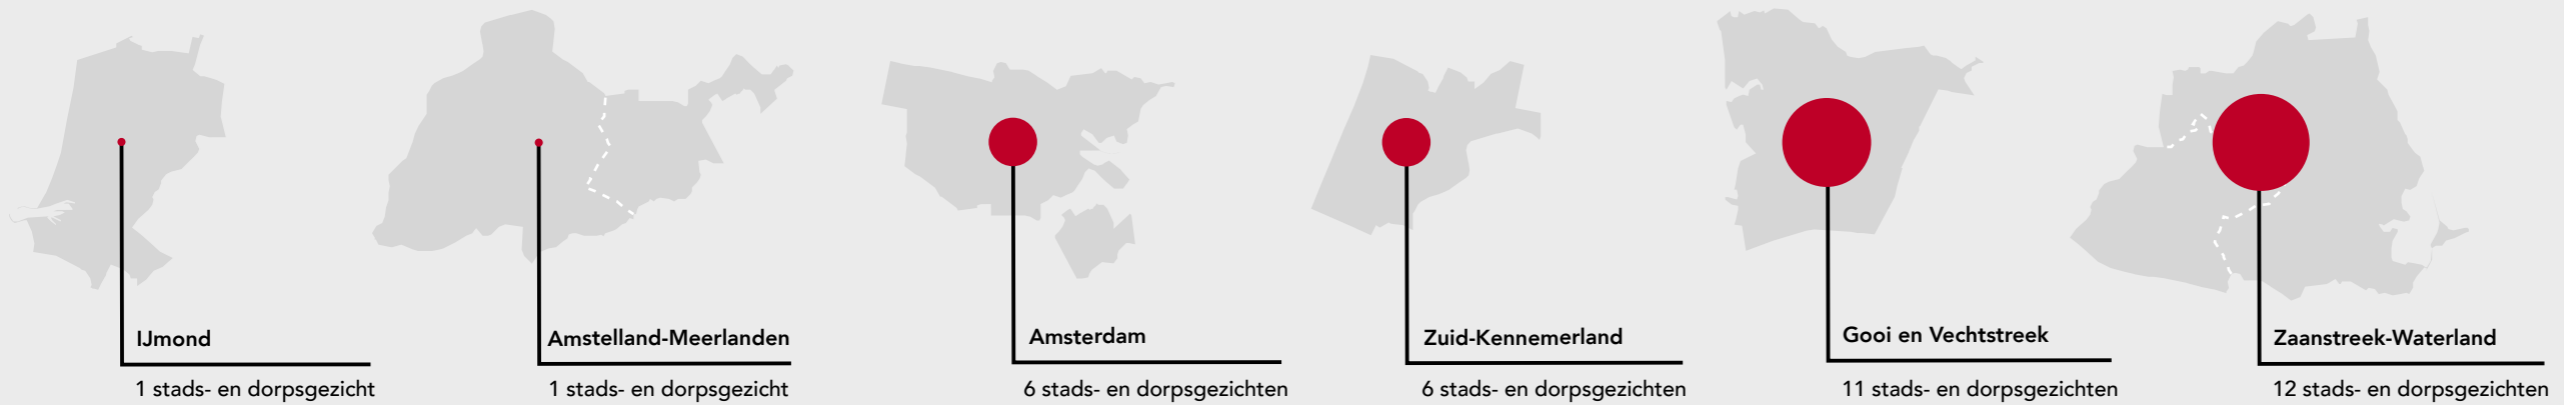 IJmond
1 stads- en dorpsgezicht
Amstelland-Meerlanden
1 stads- en dorpsgezicht
Amsterdam
6 stads- en dorpsgezichten
Zuid-Kennemerland
6 stads- en dorpsgezichten
Gooi en Vechtstreek
11 stads- en dorpsgezichten
Zaanstreek-Waterland
12 stads- en dorpsgezichten